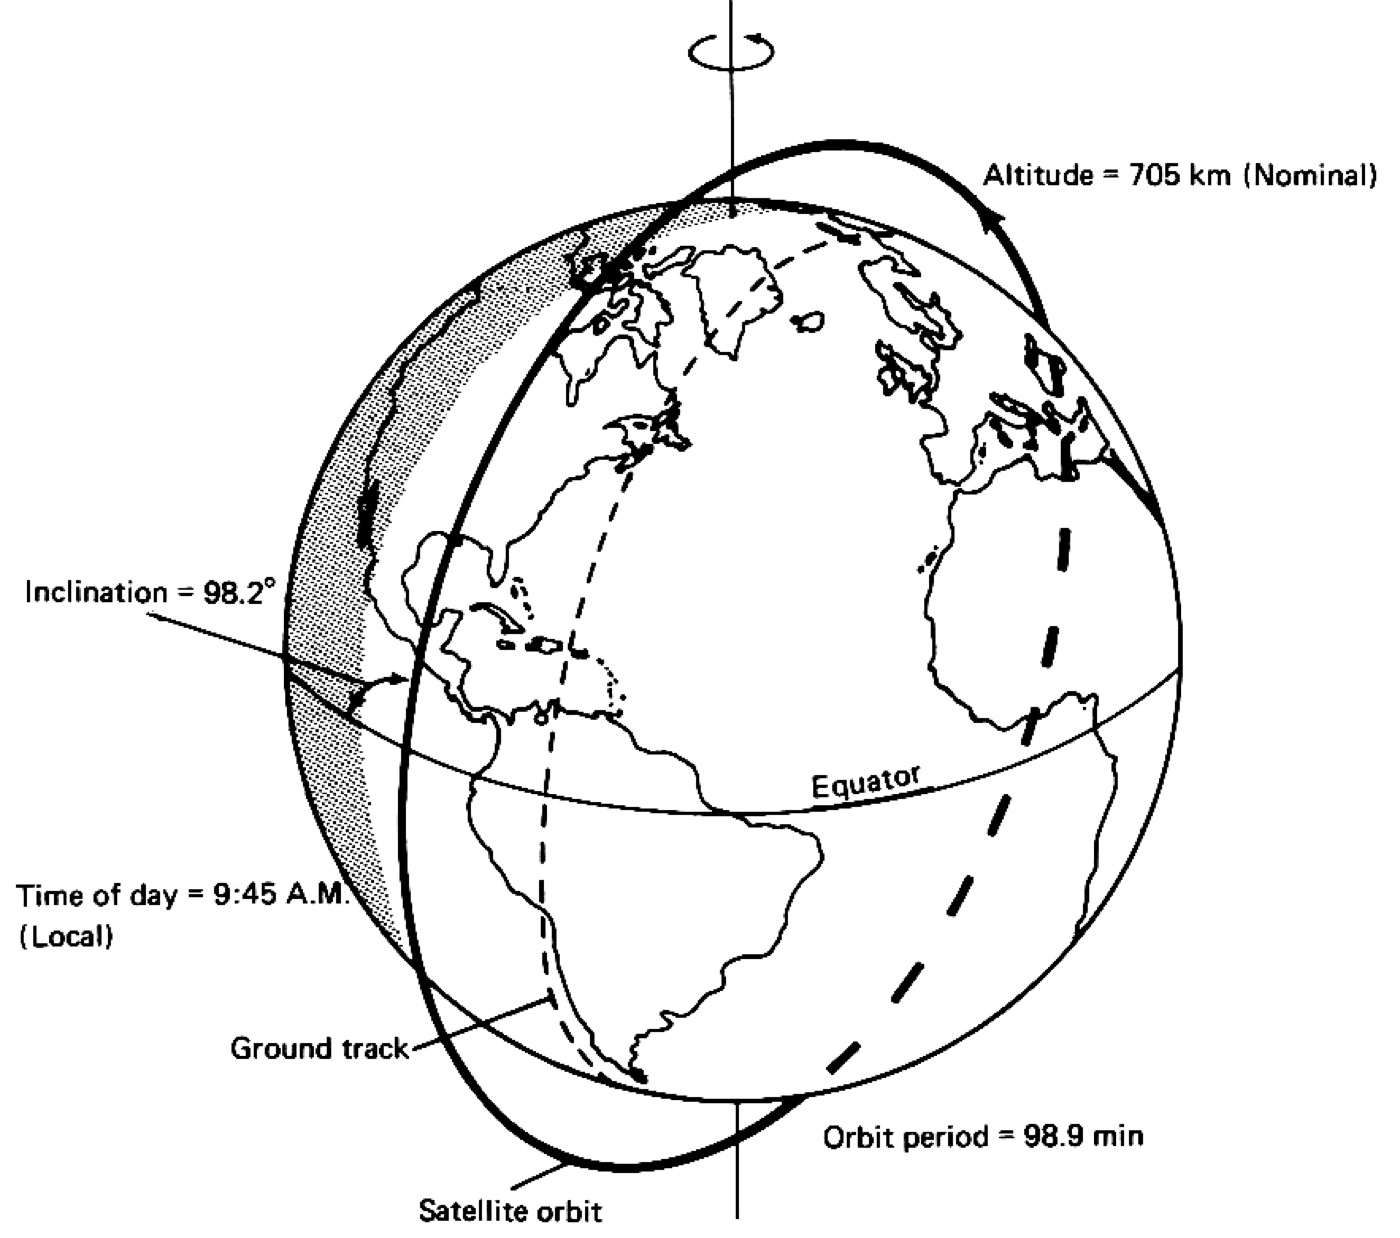 Altitude = 705 km (Nominal)
Inclination = 98.2°
Equator
Time of day = 9:45 A.M.
(Local)
Ground track
Orbit period = 98.9 min
Satellite orbit